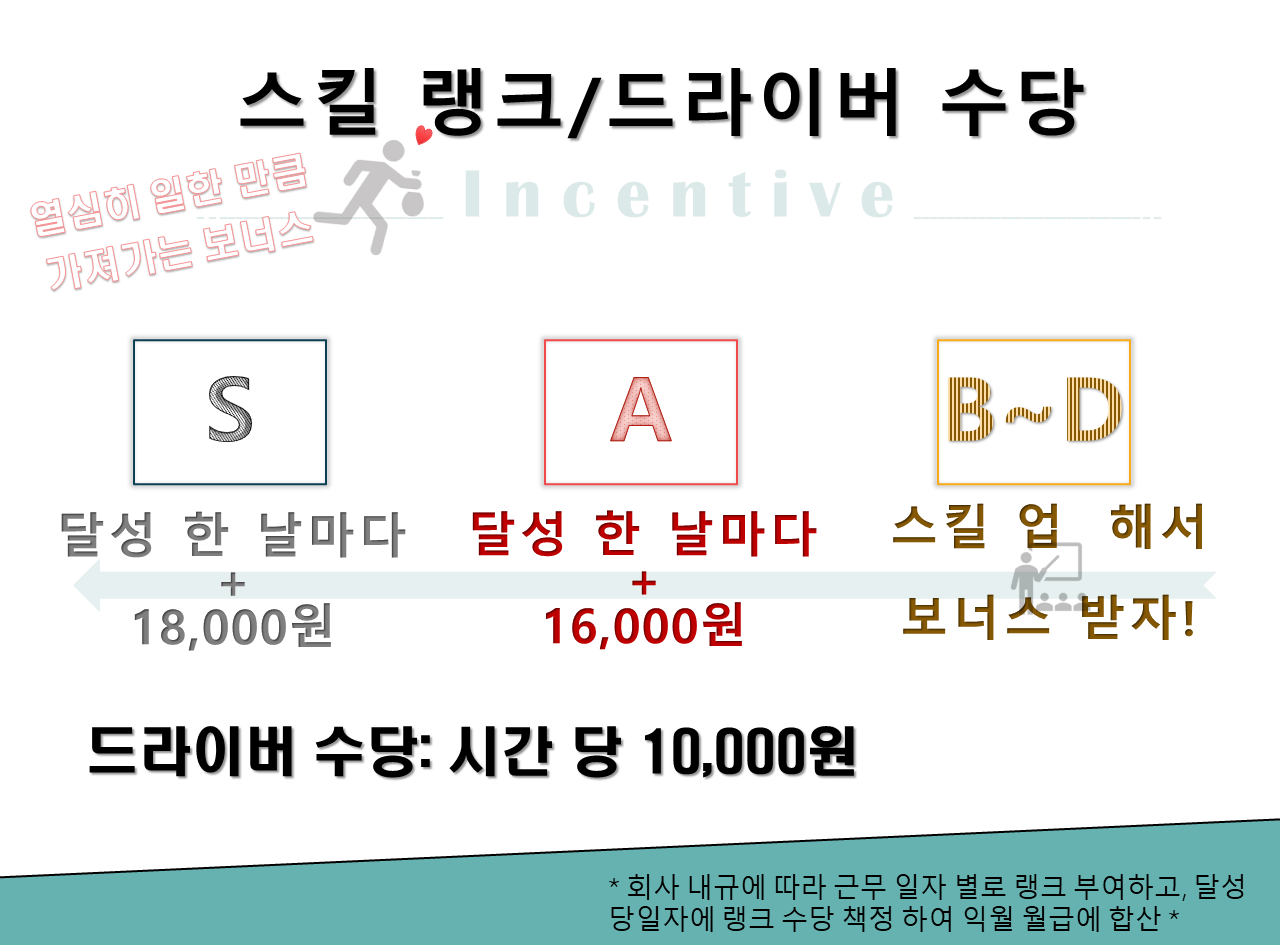 스킬 랭크/드라이버 수당
열심히 일한 만큼
가져가는 보너스
Incentive
S
달성 한 날마다
+
18,000원
A
달성 한 날마다
+
16,000원
B~D
스킬 업 해서
보너스 받자!
드라이버 수당: 시간 당 10,000원
* 회사 내규에 따라 근무 일자 별로 랭크 부여하고, 달성
당일자에 랭크 수당 책정 하여 익월 월급에 합산 *